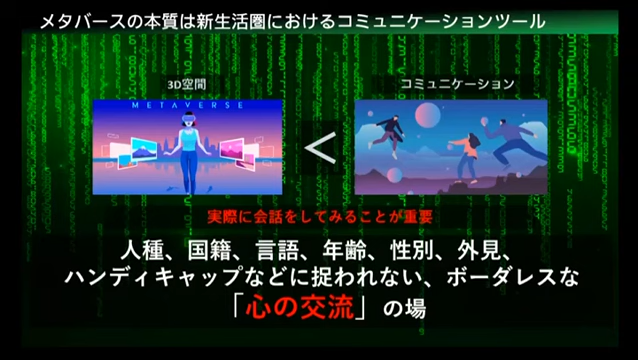 メタバースの本質は新生活圏におけるコミュニケーションツール
3D空間
コミュニケーション
METAVERSE
<
実際に会話をしてみることが重要
人種、国籍、言語、年齢、性別、外見、
ハンディキャップなどに捉われない、ボーダレスな
「心の交流」の場